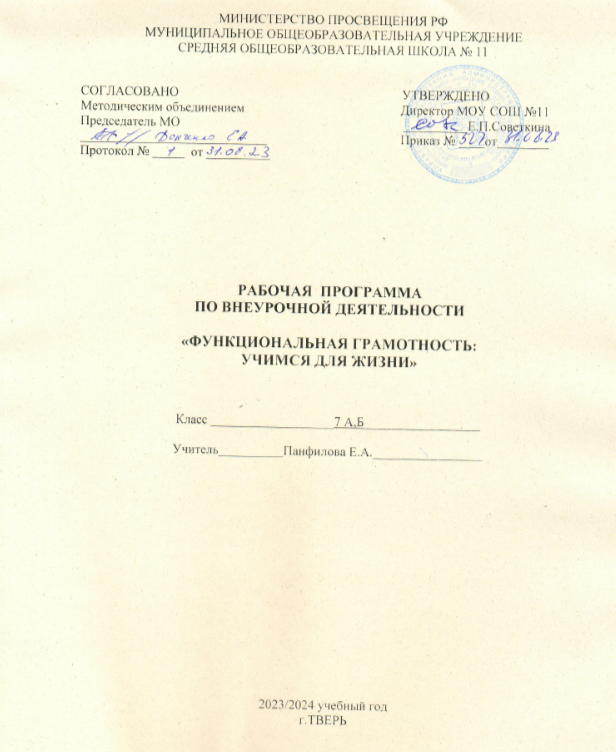 МИНИСТЕРСТВО ПРОСВЕЩЕНИЯ РФ
МУНИЦИПАЛЬНОЕ ОБЩЕОБРАЗОВАТЕЛЬНАЯ УЧРЕЖДЕНИЕ
СРЕДНЯЯ ОБЩЕОБРАЗОВАТЕЛЬНАЯ ШКОЛА № 11
СОГЛАСОВАНО
Методическим объединением
Председатель МО
Протокол № 1 от 31.08.23
УТВЕРЖДЕНО
Директор МОУ СОШ №11
Е.П.Советкина
Приказ № от
РАБОЧАЯ ПРОГРАММА
ПО ВНЕУРОЧНОЙ ДЕЯТЕЛЬНОСТИ
«ФУНКЦИОНАЛЬНАЯ ГРАМОТНОСТЬ:
УЧИМСЯ ДЛЯ ЖИЗНИ»
Класс 7 А,Б
Учитель Панфилова Е.А.
2023/2024 учебный год
г.ТВЕРЬ